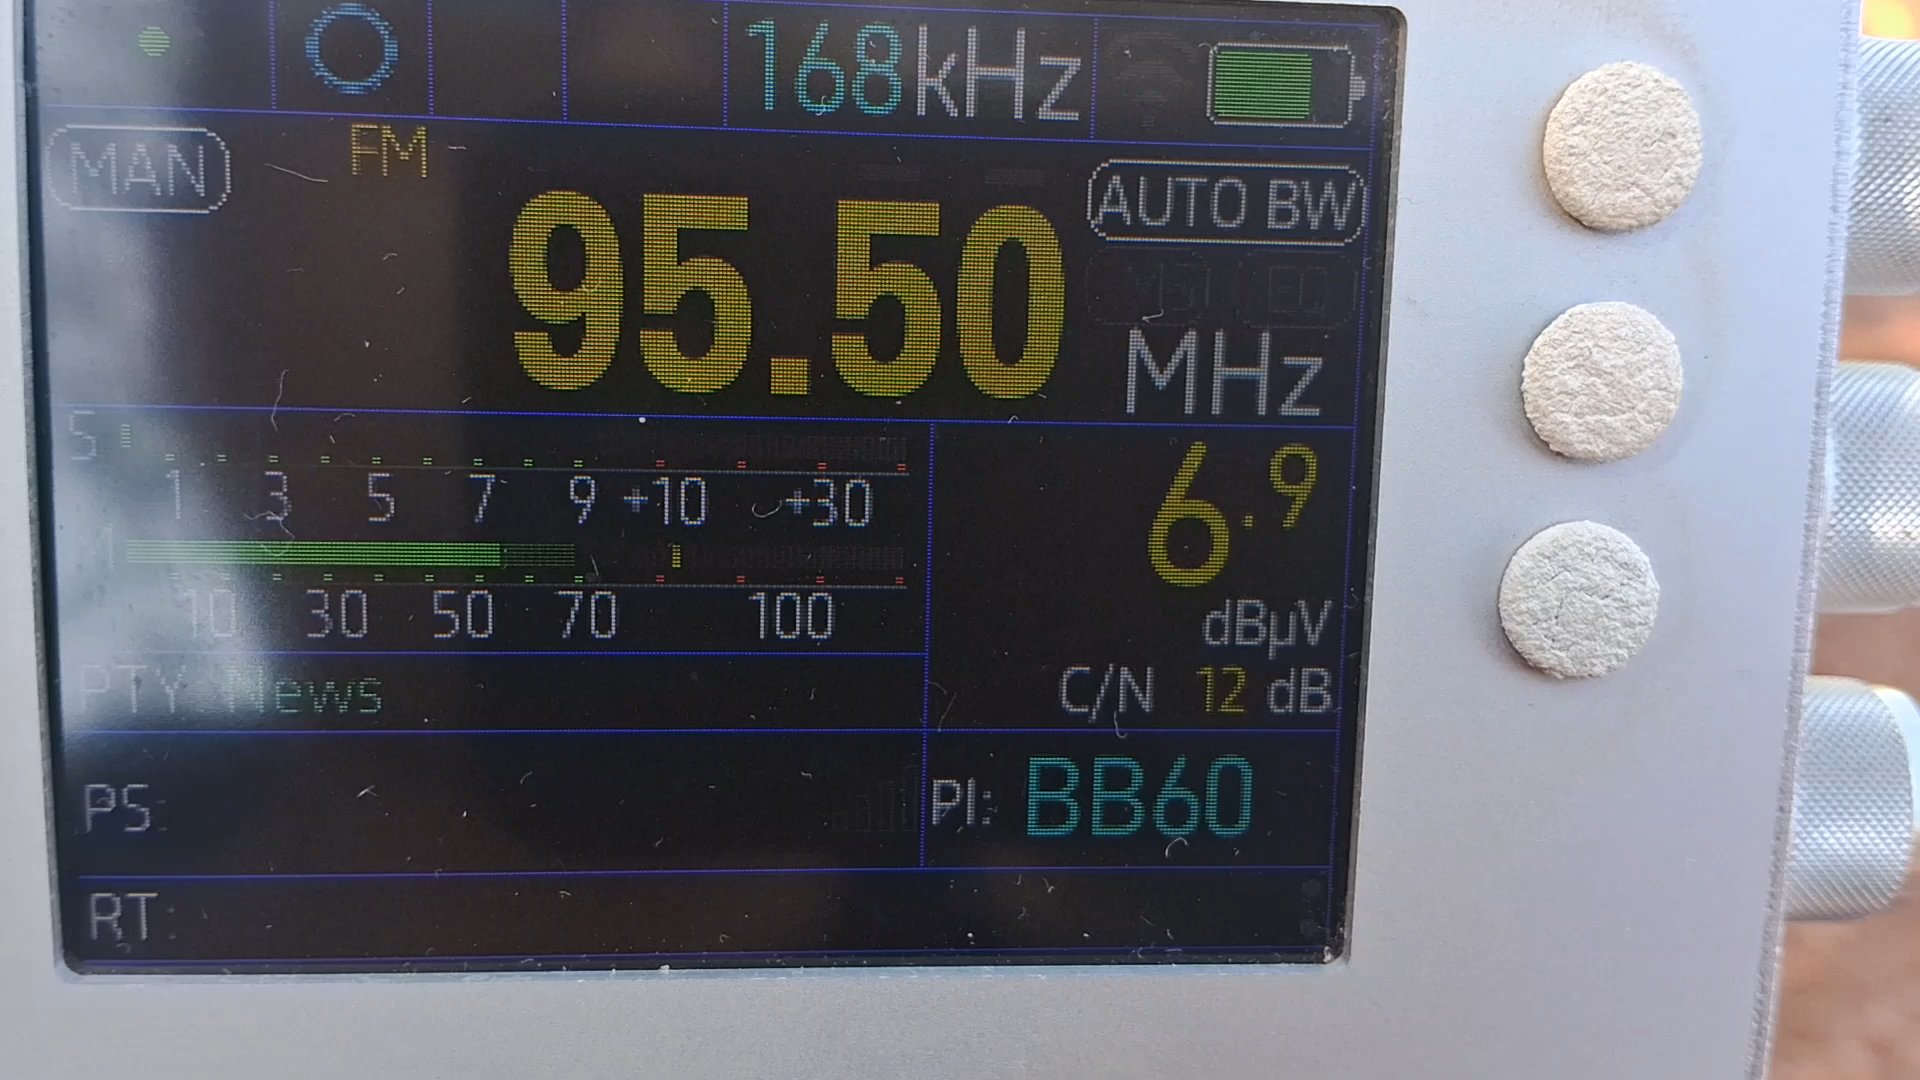 168kHz
MAN FM AUTO BW
95.50 MHz
S
1 3 5 7 9 +10 +30
6.9
10 30 50 70 100
dBµV
PTY: News
C/N 12 dB
PS:
PI: BB60
RT: